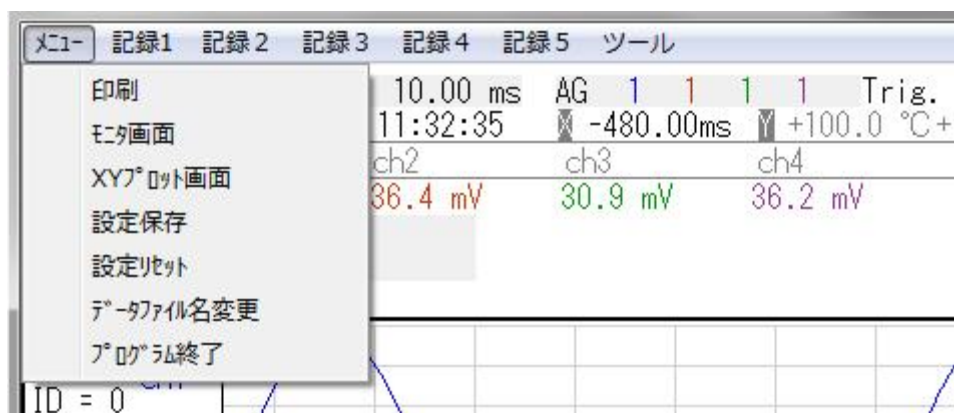 ﾒﾆｭｰ 記録1 記録2 記録3 記録4 記録5 ツール
印刷
ﾓﾆﾀ画面
XYﾌﾟﾛｯﾄ画面
設定保存
設定ﾘｾｯﾄ
ﾃﾞｰﾀﾌｧｲﾙ名変更
ﾌﾟﾛｸﾞﾗﾑ終了
10.00 ms AG 1 1 1 1 Trig.
11:32:35 X -480.00ms Y +100.0 °C+
ch2 ch3 ch4
36.4 mV 30.9 mV 36.2 mV
ID = 0